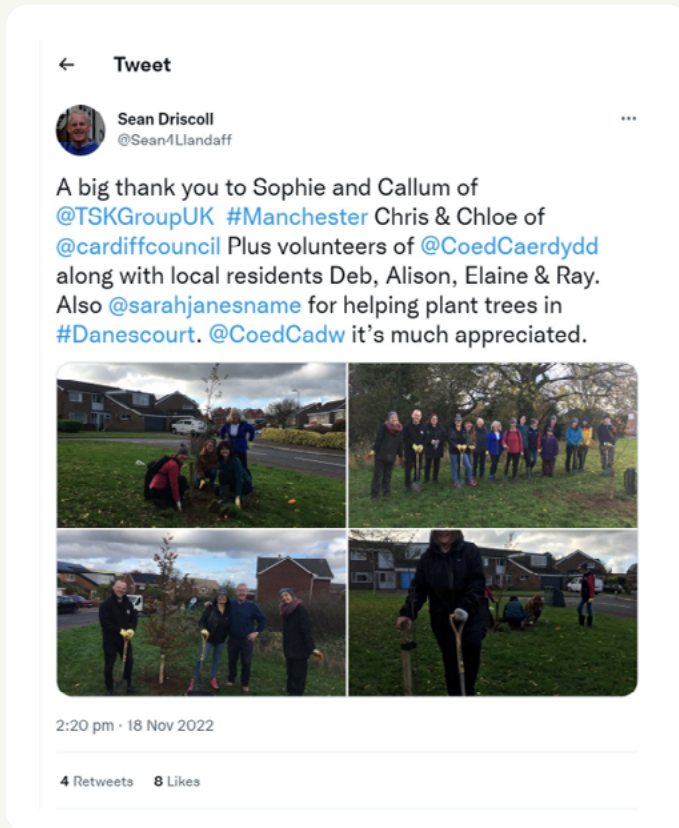 ← Tweet
Sean Driscoll
@Sean4Llandaff
A big thank you to Sophie and Callum of
@TSKGroupUK #Manchester Chris & Chloe of
@cardiffcouncil Plus volunteers of @CoedCaerdydd
along with local residents Deb, Alison, Elaine & Ray.
Also @sarahjanesname for helping plant trees in
#Danescourt. @CoedCadw it’s much appreciated.
2:20 pm · 18 Nov 2022
4 Retweets 8 Likes